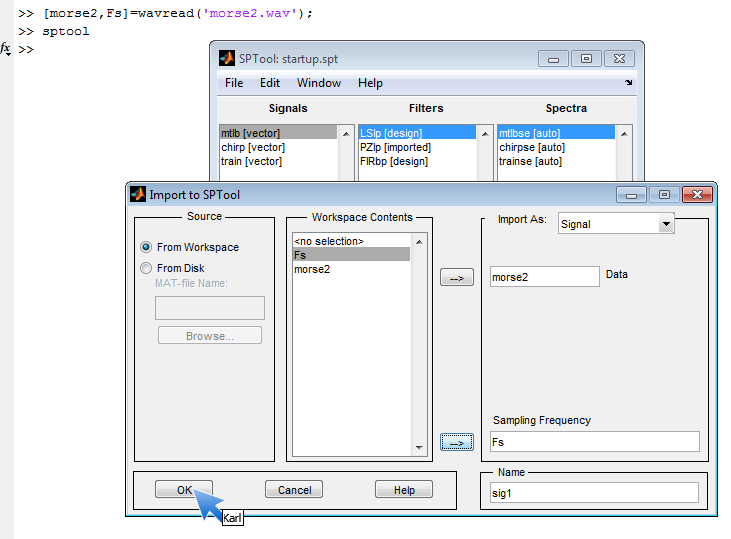 >> [morse2,Fs]=wavread('morse2.wav');
>> sptool
fx >>
SPTool: startup.spt
File Edit Window Help
Signals Filters Spectra
mtlb [vector] LSlp [design] mtlbse [auto]
chirp [vector] PZlp [imported] chirpse [auto]
train [vector] FIRbp [design] trainse [auto]
Import to SPTool
Source Workspace Contents Import As: Signal
From Workspace <no selection>
From Disk Fs
MAT-file Name: morse2
--> morse2 Data
Browse...
Sampling Frequency
--> Fs
Name
OK Cancel Help sig1
Karl